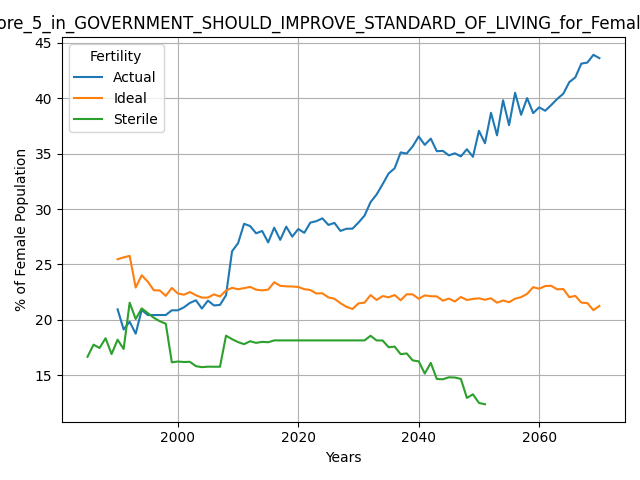 ore_5_in_GOVERNMENT_SHOULD_IMPROVE_STANDARD_OF_LIVING_for_Femal
Fertility
Actual
Ideal
Sterile
45
40
35
30
25
20
15
% of Female Population
2000
2020
2040
2060
Years